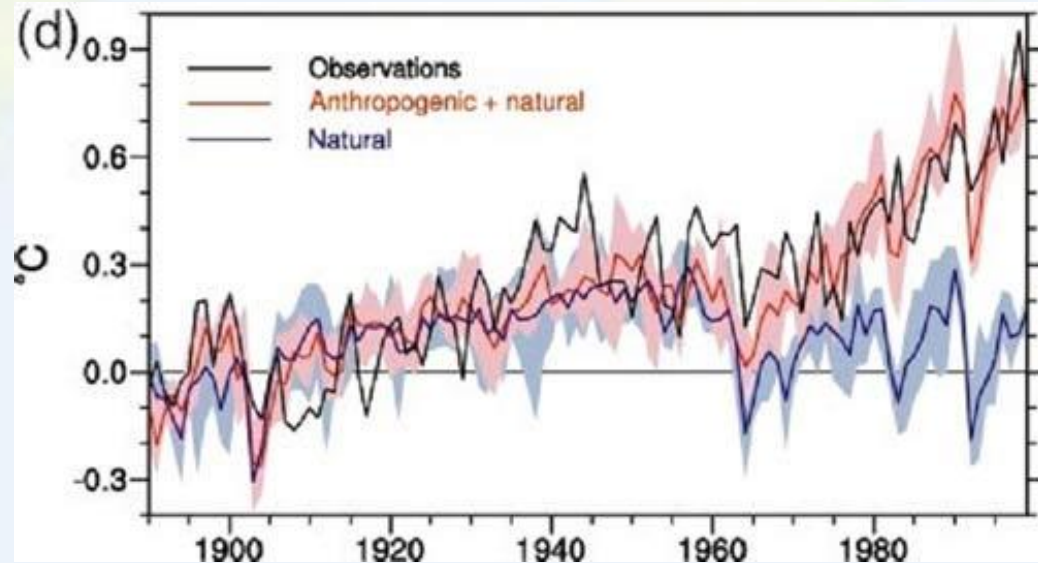 (d)
0.9
0.6
0.3
0.0
-0.3
°C
Observations
Anthropogenic + natural
Natural
1900 1920 1940 1960 1980